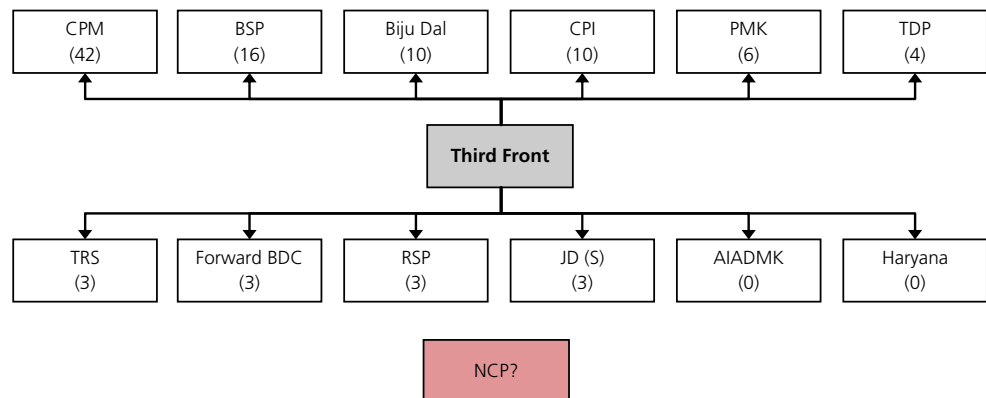 CPM
(42)
BSP
(16)
Biju Dal
(10)
CPI
(10)
PMK
(6)
TDP
(4)
Third Front
TRS
(3)
Forward BDC
(3)
RSP
(3)
JD (S)
(3)
AIADMK
(0)
Haryana
(0)
NCP?